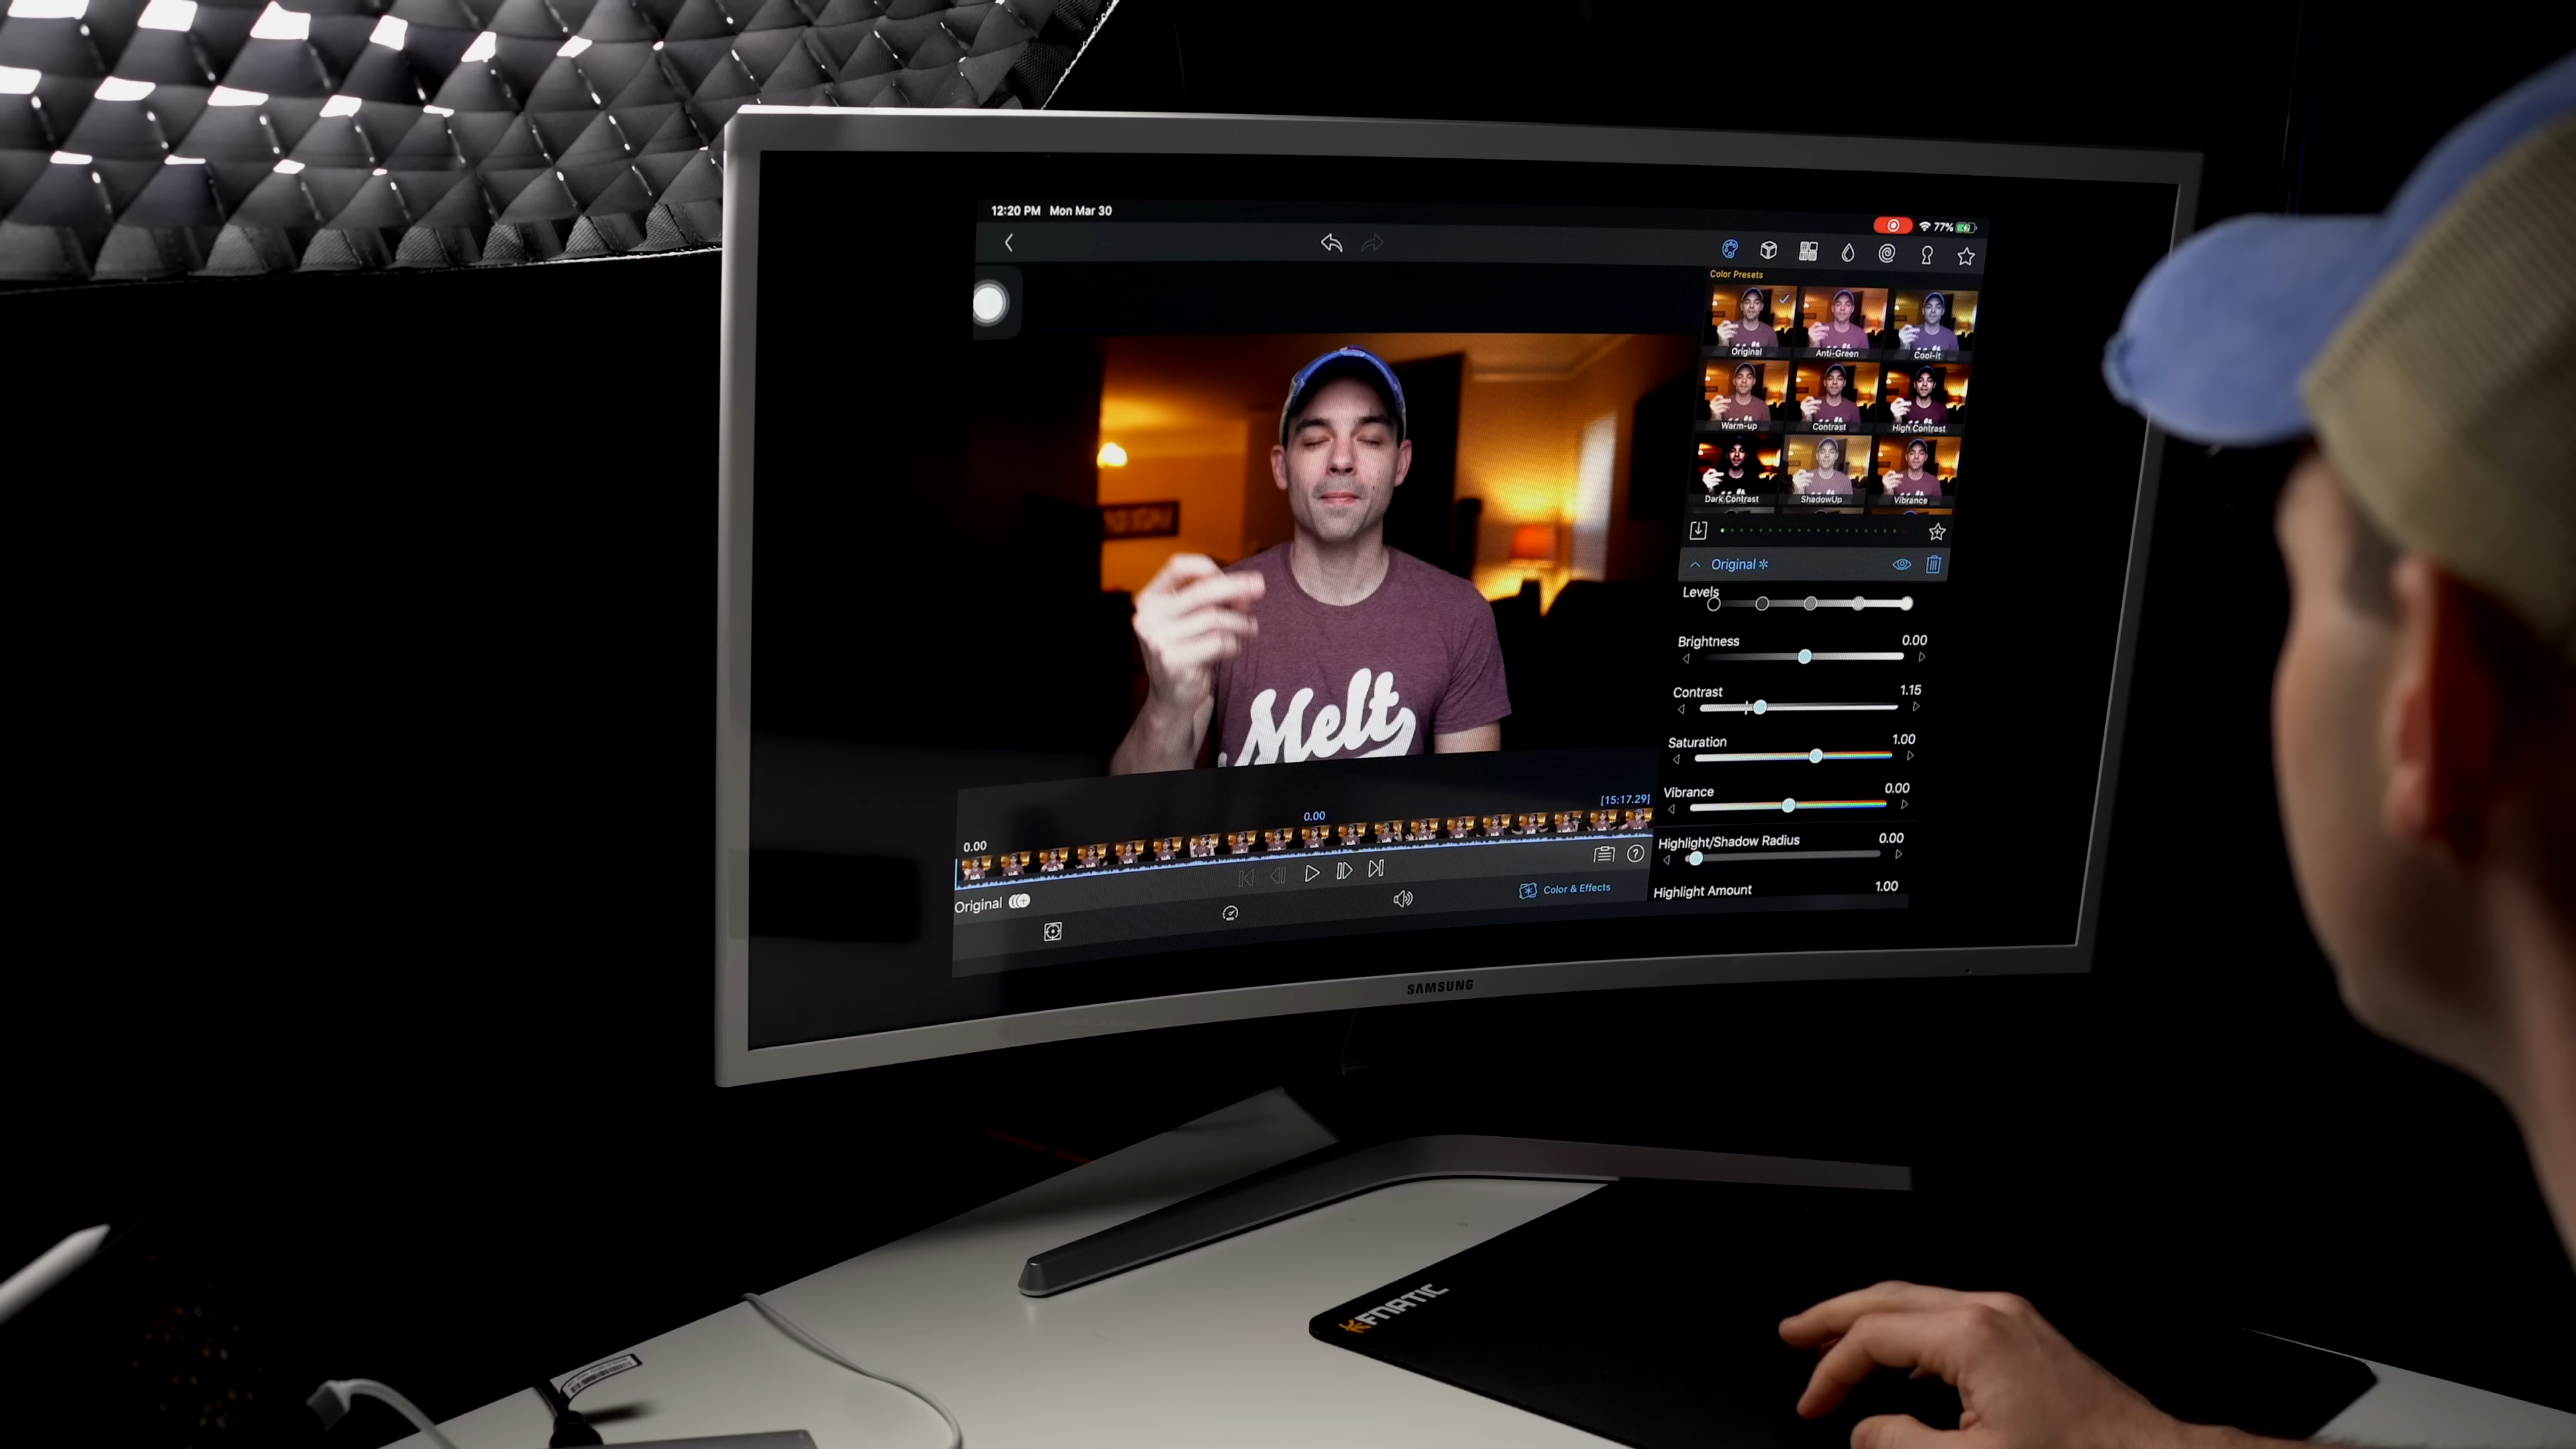 12:20 PM Mon Mar 30
77%
Color Presets
Original Anti-Green Cool-it
Warm-up Contrast High Contrast
Dark Contrast ShadowUp Vibrance
Original
Levels
Brightness 0.00
Contrast 1.15
Saturation 1.00
Vibrance 0.00
Highlight/Shadow Radius 0.00
Highlight Amount 1.00
Melt
[15:17.29]
0.00
0.00
Original
Color & Effects
SAMSUNG
FNATIC